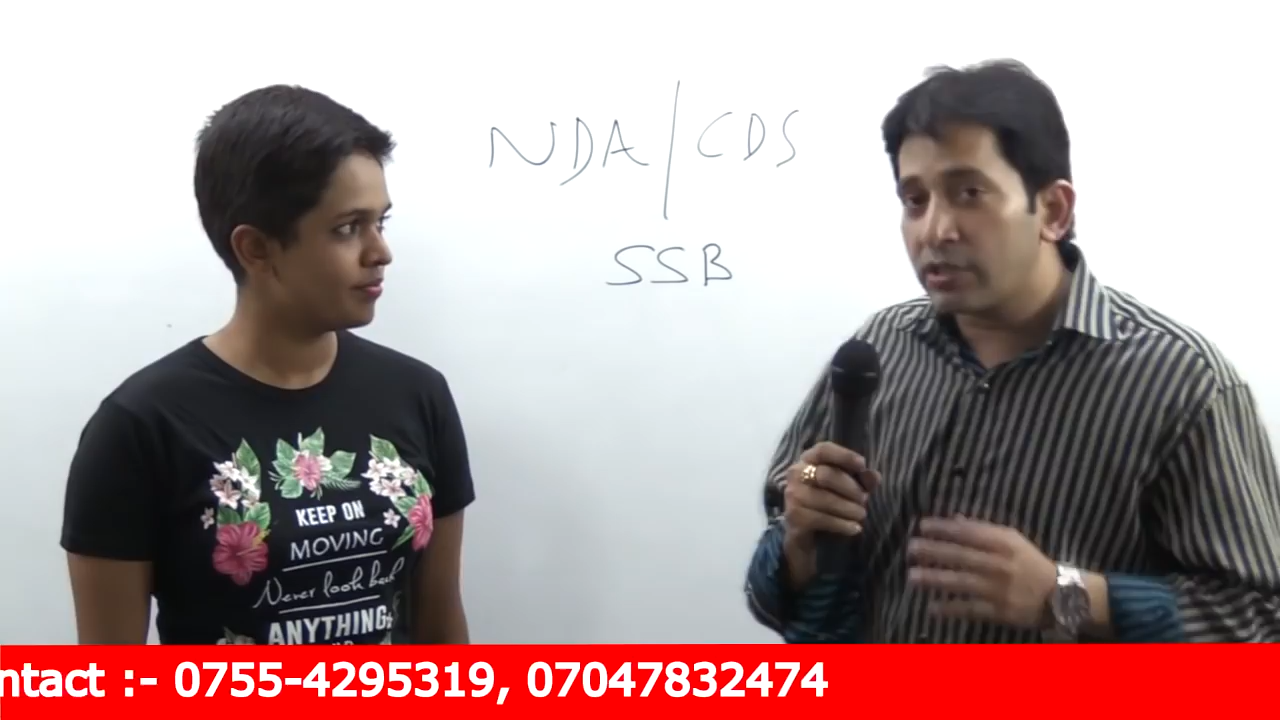 NDA/CDS
SSB
KEEP ON
MOVING
Never look back
ANYTHING
ntact :- 0755-4295319, 07047832474